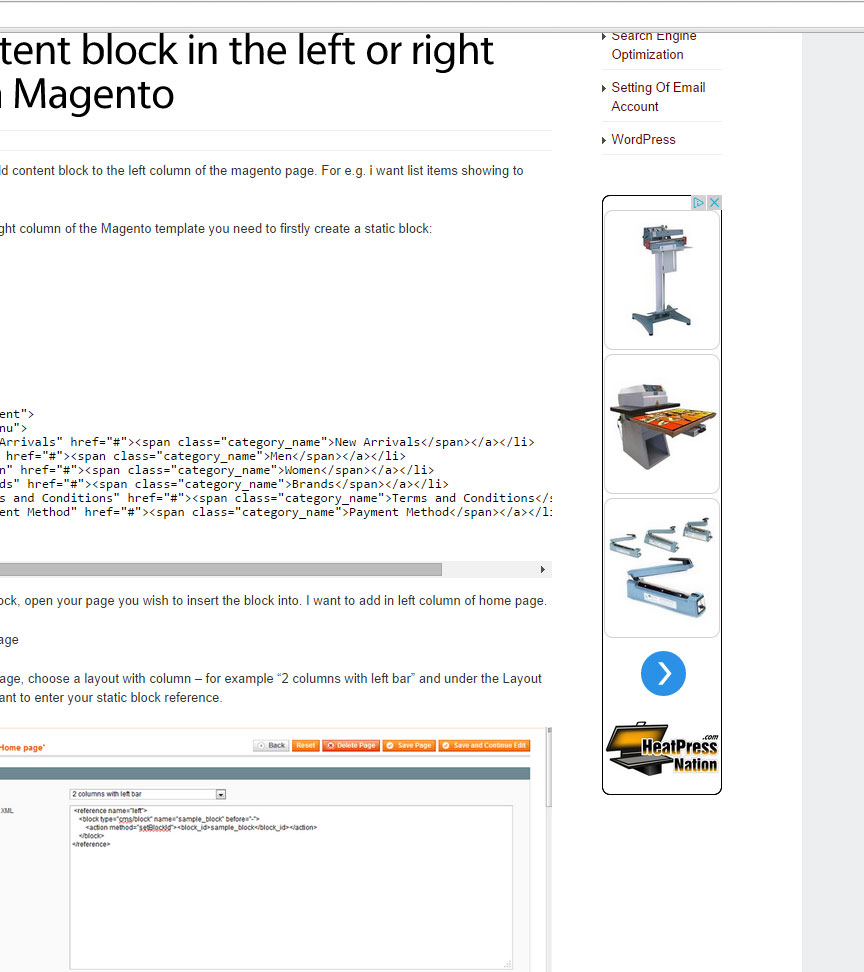 tent block in the left or right
Magento
ld content block to the left column of the magento page. For e.g. i want list items showing to
ght column of the Magento template you need to firstly create a static block:
ent">
nu">
Arrivals" href="#"><span class="category_name">New Arrivals</span></a></li>
href="#"><span class="category_name">Men</span></a></li>
n" href="#"><span class="category_name">Women</span></a></li>
ds" href="#"><span class="category_name">Brands</span></a></li>
s and Conditions" href="#"><span class="category_name">Terms and Conditions</s
ent Method" href="#"><span class="category_name">Payment Method</span></a></li
ock, open your page you wish to insert the block into. I want to add in left column of home page.
age
age, choose a layout with column – for example “2 columns with left bar” and under the Layout
ant to enter your static block reference.
Home page'
Back Reset Delete Page Save Page Save and Continue Edit
2 columns with left bar
XML
<reference name="left">
<block type="cms/block" name="sample_block" before="-">
<action method="setBlockId"><block_id>sample_block</block_id></action>
</block>
</reference>
Search Engine
Optimization
Setting Of Email
Account
WordPress
HeatPress
.com
Nation